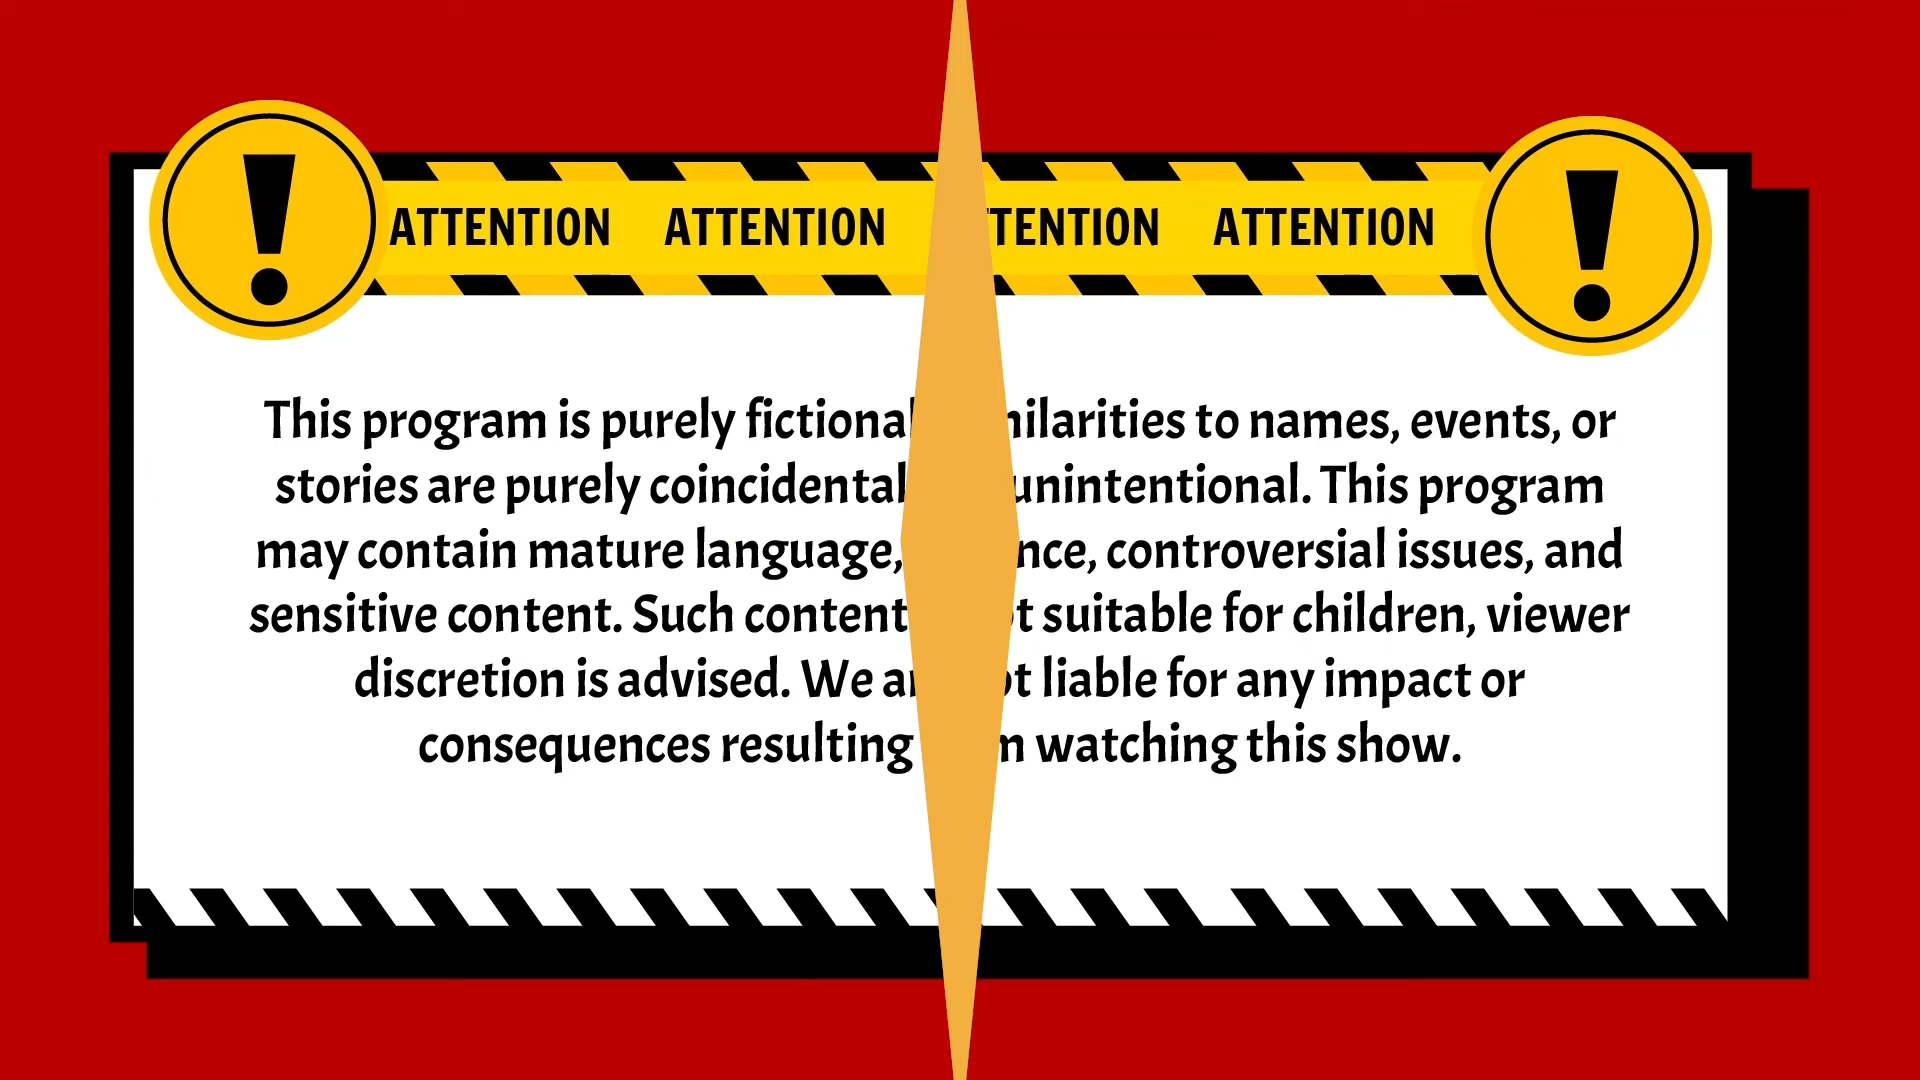 ATTENTION ATTENTION TENTION ATTENTION
This program is purely fictional milarities to names, events, or
stories are purely coincidental unintentional. This program
may contain mature language, nce, controversial issues, and
sensitive content. Such content suitable for children, viewer
discretion is advised. We liable for any impact or
consequences resulting watching this show.